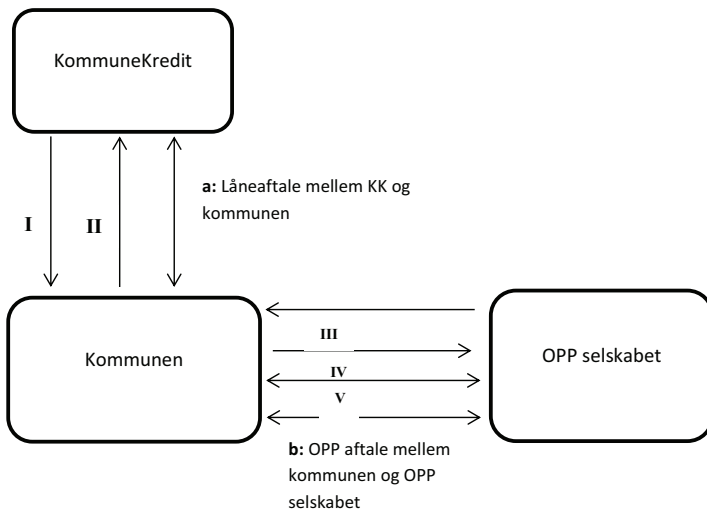 KommuneKredit
a: Låneaftale mellem KK og
kommunen
I
II
Kommunen
III
IV
V
OPP selskabet
b: OPP aftale mellem
kommunen og OPP
selskabet